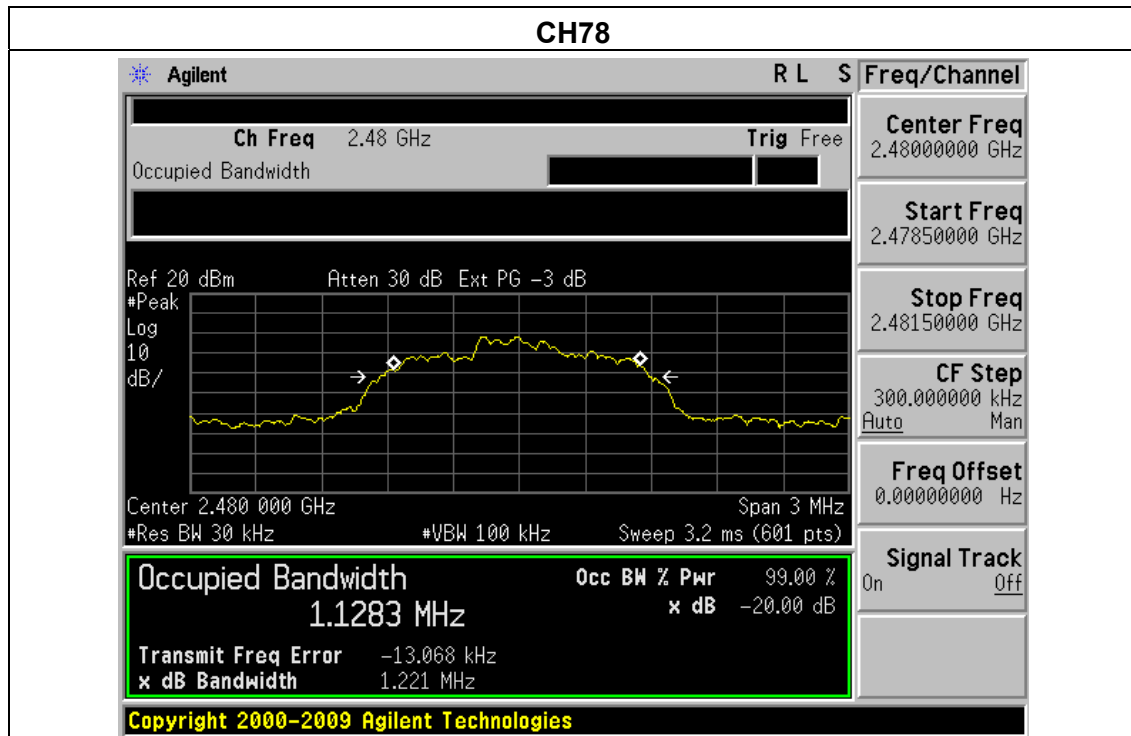 CH78
Agilent R L S Freq/Channel
Ch Freq 2.48 GHz Trig Free
Occupied Bandwidth
Center Freq
2.48000000 GHz
Start Freq
2.47850000 GHz
Stop Freq
2.48150000 GHz
CF Step
300.000000 kHz
Auto Man
Freq Offset
0.00000000 Hz
Signal Track
On Off
Ref 20 dBm Atten 30 dB Ext PG -3 dB
#Peak
Log
10
dB/
Center 2.480 000 GHz Span 3 MHz
#Res BW 30 kHz #VBW 100 kHz Sweep 3.2 ms (601 pts)
Occupied Bandwidth
1.1283 MHz
Occ BW % Pwr 99.00 %
x dB -20.00 dB
Transmit Freq Error -13.068 kHz
x dB Bandwidth 1.221 MHz
Copyright 2000-2009 Agilent Technologies